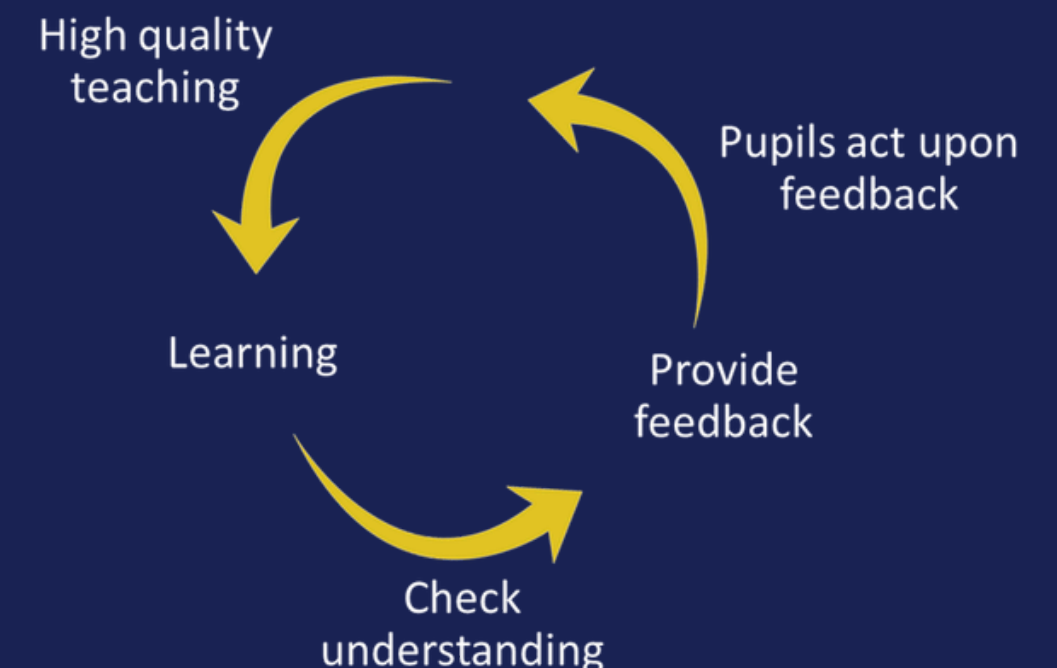 High quality
teaching
Pupils act upon
feedback
Learning
Provide
feedback
Check
understanding